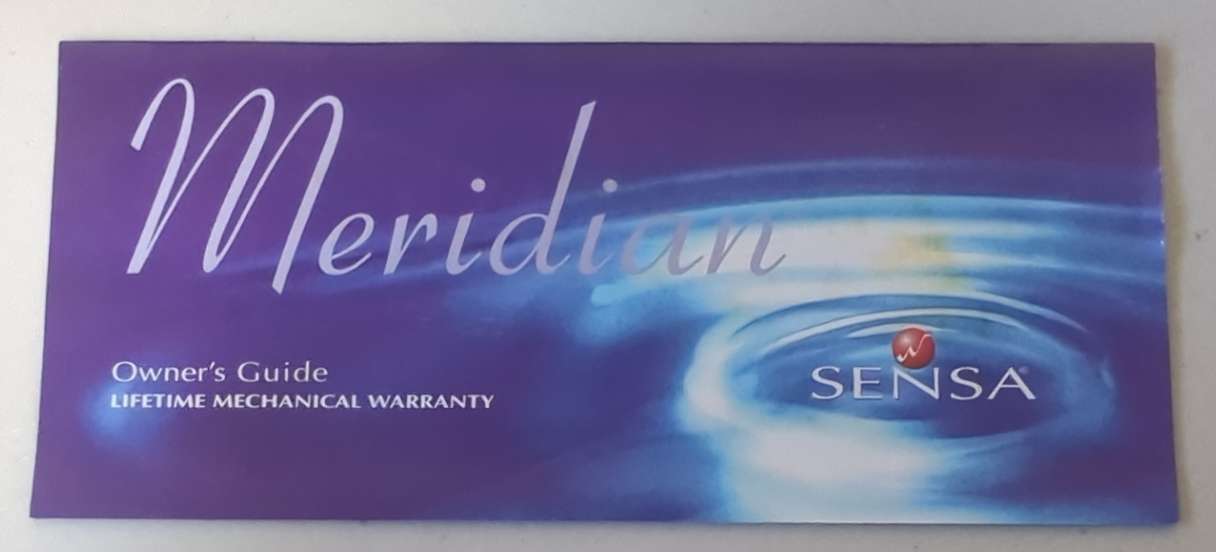 Meridian
Owner's Guide
LIFETIME MECHANICAL WARRANTY
SENSA®